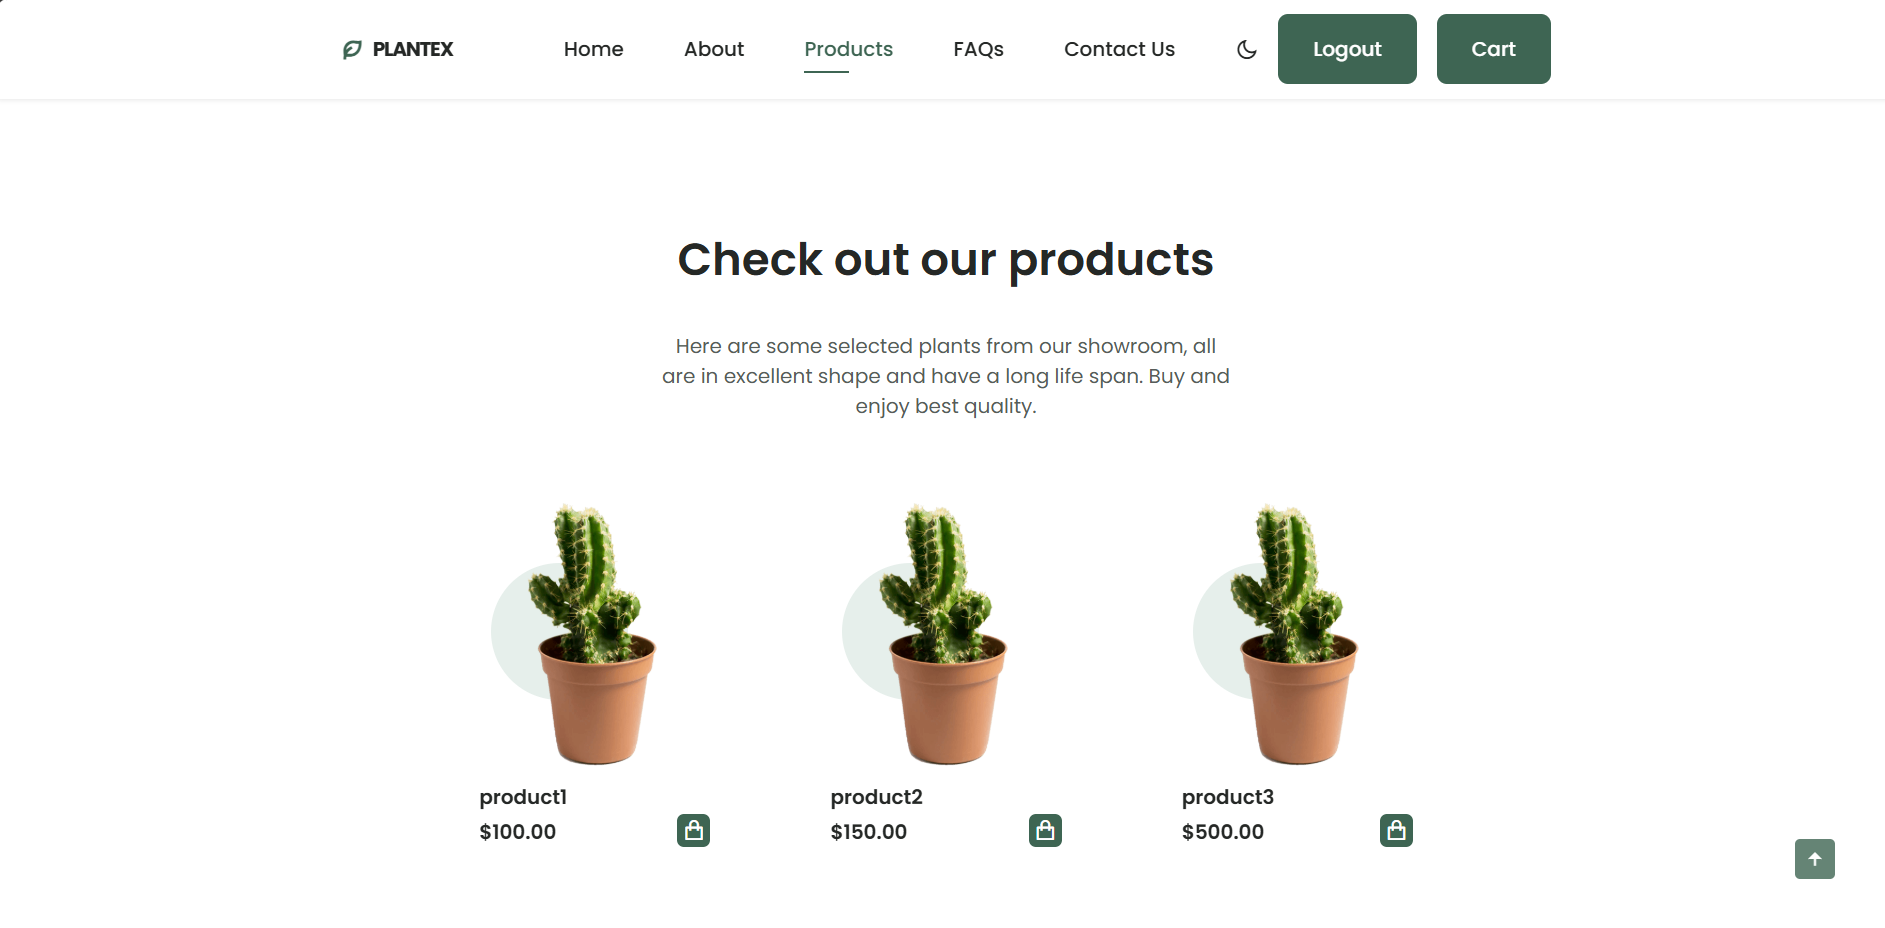 PLANTEX
Home
About
Products
FAQs
Contact Us
Logout
Cart
Check out our products
Here are some selected plants from our showroom, all
are in excellent shape and have a long life span. Buy and
enjoy best quality.
product1
$100.00
product2
$150.00
product3
$500.00